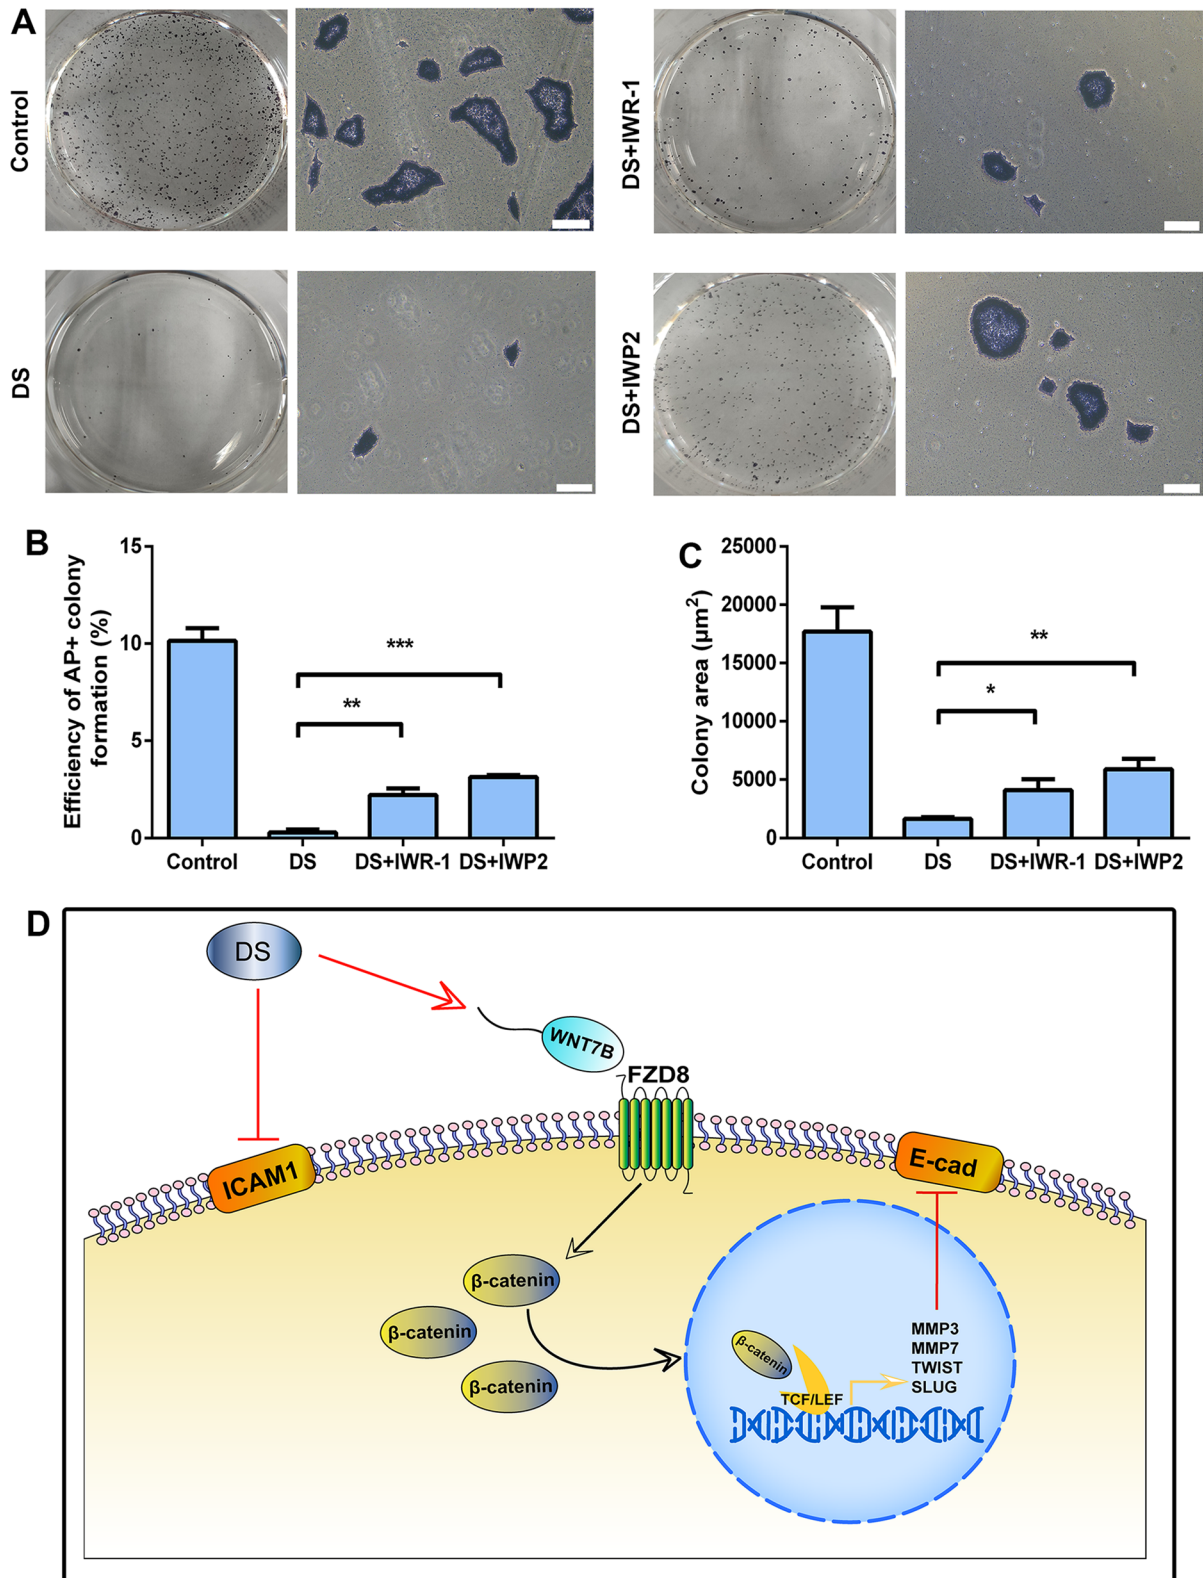 A
Control
DS+IWR-1
DS
DS+IWP2
B
Efficiency of AP+ colony
formation (%)
15
10
5
0
**
***
Control
DS
DS+IWR-1
DS+IWP2
C
Colony area (µm²)
25000
20000
15000
10000
5000
0
*
**
Control
DS
DS+IWR-1
DS+IWP2
D
DS
WNT7B
FZD8
ICAM1
E-cad
β-catenin
β-catenin
β-catenin
β-catenin
TCF/LEF
MMP3
MMP7
TWIST
SLUG